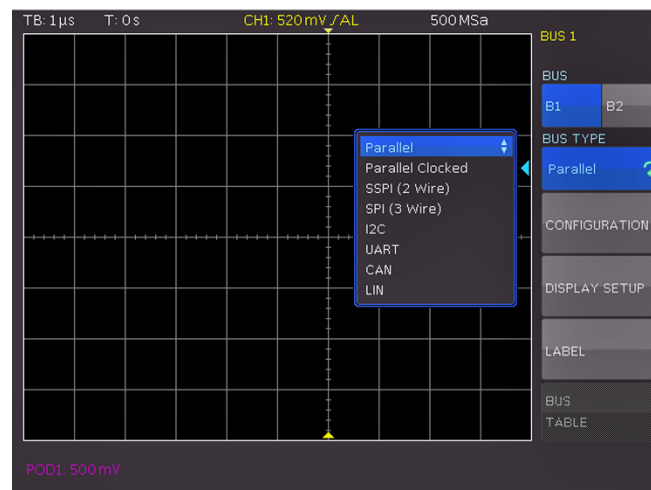 TB: 1 µs T: 0 s CH1: 520 mV AL 500 MSa
BUS 1
BUS
B1 B2
BUS TYPE
Parallel
CONFIGURATION
DISPLAY SETUP
LABEL
BUS
TABLE
Parallel
Parallel Clocked
SSPI (2 Wire)
SPI (3 Wire)
I2C
UART
CAN
LIN
POD1: 500 mV